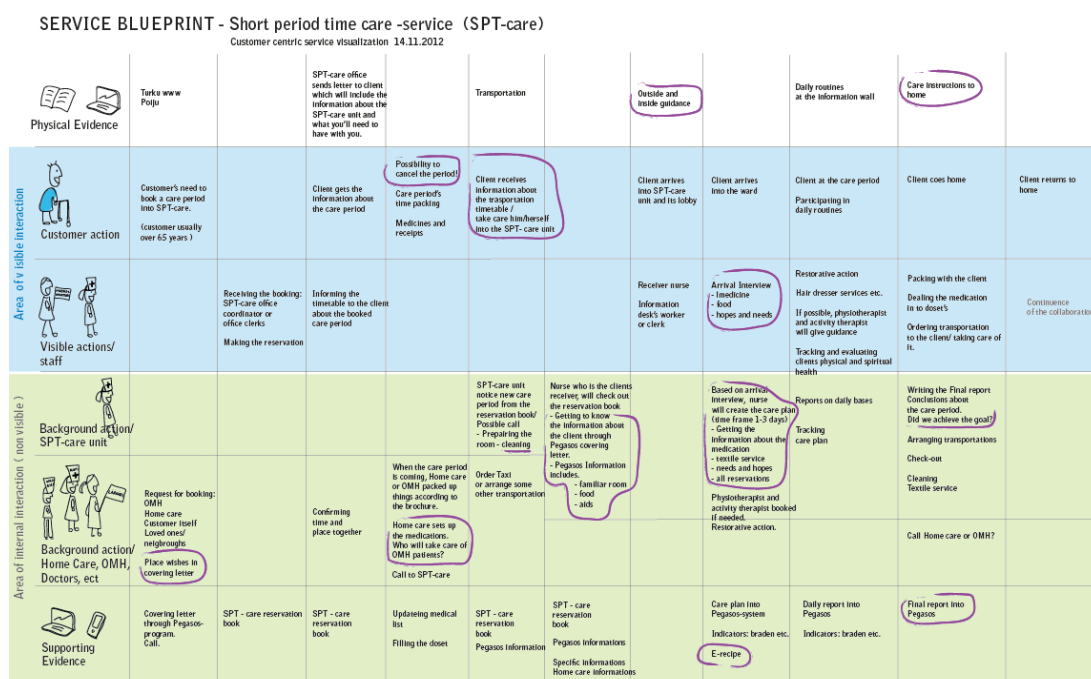 SERVICE BLUEPRINT - Short period time care -service (SPT-care)
Customer centric service visualization 14.11.2012
Physical Evidence
Turku www
Poiju
SPT-care office
sends letter to client
which will include the
information about the
SPT-care unit and
what you'll need to
have with you.
Transportation
Outside and
inside guidance
Daily routines
at the information wall
Care instructions to
home
Area of v isible interaction
Customer action
Customer's need to
book a care period
into SPT-care.
(customer usually
over 65 years )
Client gets the
information about
the care period
Possibility to
cancel the period!
Care period's
time packing
Medicines and
receipts
Client receives
information about
the trasportation
timetable /
take care him/herself
into the SPT- care unit
Client arrives
into SPT-care
unit and its lobby
Client arrives
into the ward
Client at the care period
Participating in
daily routines
Client goes home
Client returns to
home
Visible actions/
staff
Receiving the booking:
SPT-care office
coordinator or
office clerks
Making the reservation
Informing the
timetable to the client
about the booked
care period
Receiver nurse
Information
desk's worker
or clerk
Arrival Interview
- Imedicine
- food
- hopes and needs
Restorative action
Hair dresser services etc.
If possible, physiotherapist
and activity therapist
will give guidance
Tracking and evaluating
clients physical and spiritual
health
Packing with the client
Dealing the medication
in to doset's
Ordering transportation
to the client/ taking care of
it.
Continuence
of the collaboration
Area of internal interaction ( non visible )
Background action/
SPT-care unit
SPT-care unit
notice new care
period from the
reservation book/
Possible call
- Prepairing the
room - cleaning
Nurse who is the clients
receiver, will check out
the reservation book
- Getting to know
the information about
the client through
Pegasos covering
letter.
- Pegasos Information
includes.
- familiar room
- food
- aids
Based on arrival
interview, nurse
will create the care plan
(time frame 1-3 days)
- Getting the
information about the
medication
- textile service
- needs and hopes
- all reservations
Physiotherapist and
activity therapist booked
if needed.
Restorative action.
Reports on daily bases
Tracking
care plan
Writing the Final report
Conclusions about
the care period.
Did we achieve the goal?
Arranging transportations
Check-out
Cleaning
Textile service
Background action/
Home Care, OMH,
Doctors, ect
Request for booking:
OMH
Home care
Customer itself
Loved ones/
neigbroughs
Place wishes in
covering letter
Confirming
time and
place together
When the care period
is coming, Home care
or OMH packed up
things according to
the brochure.
Home care sets up
the medications.
Who will take care of
OMH patients?
Call to SPT-care
Order Taxi
or arrange some
other transportation
Call Home care or OMH?
Supporting
Evidence
Covering letter
through Pegasos-
program.
Call.
SPT - care reservation
book
SPT - care
reservation
book
Updateing medical
list
Filling the doset
SPT - care
reservation
book
Pegasos information
SPT - care
reservation
book
Pegasos informations
Specific informations
Home care informations
Care plan into
Pegasos-system
Indicators: braden etc.
E-recipe
Daily report into
Pegasos
Indicators: braden etc.
Final report into
Pegasos